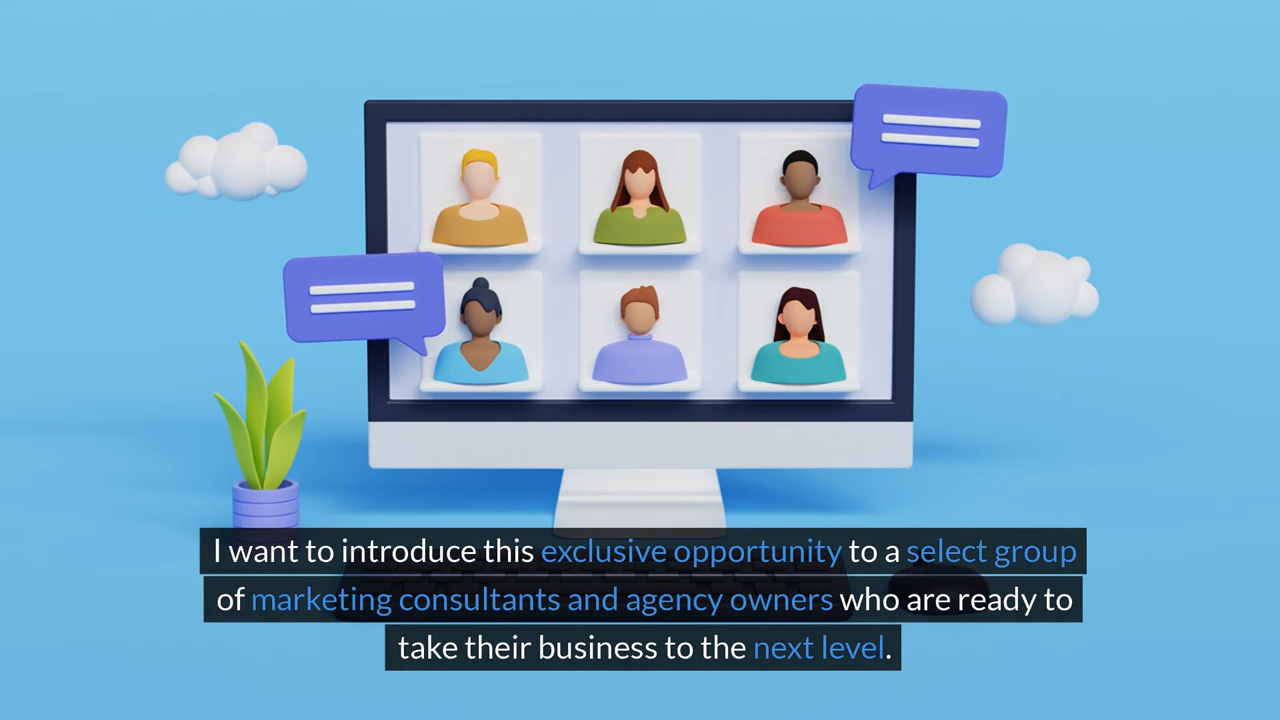 I want to introduce this exclusive opportunity to a select group
of marketing consultants and agency owners who are ready to
take their business to the next level.